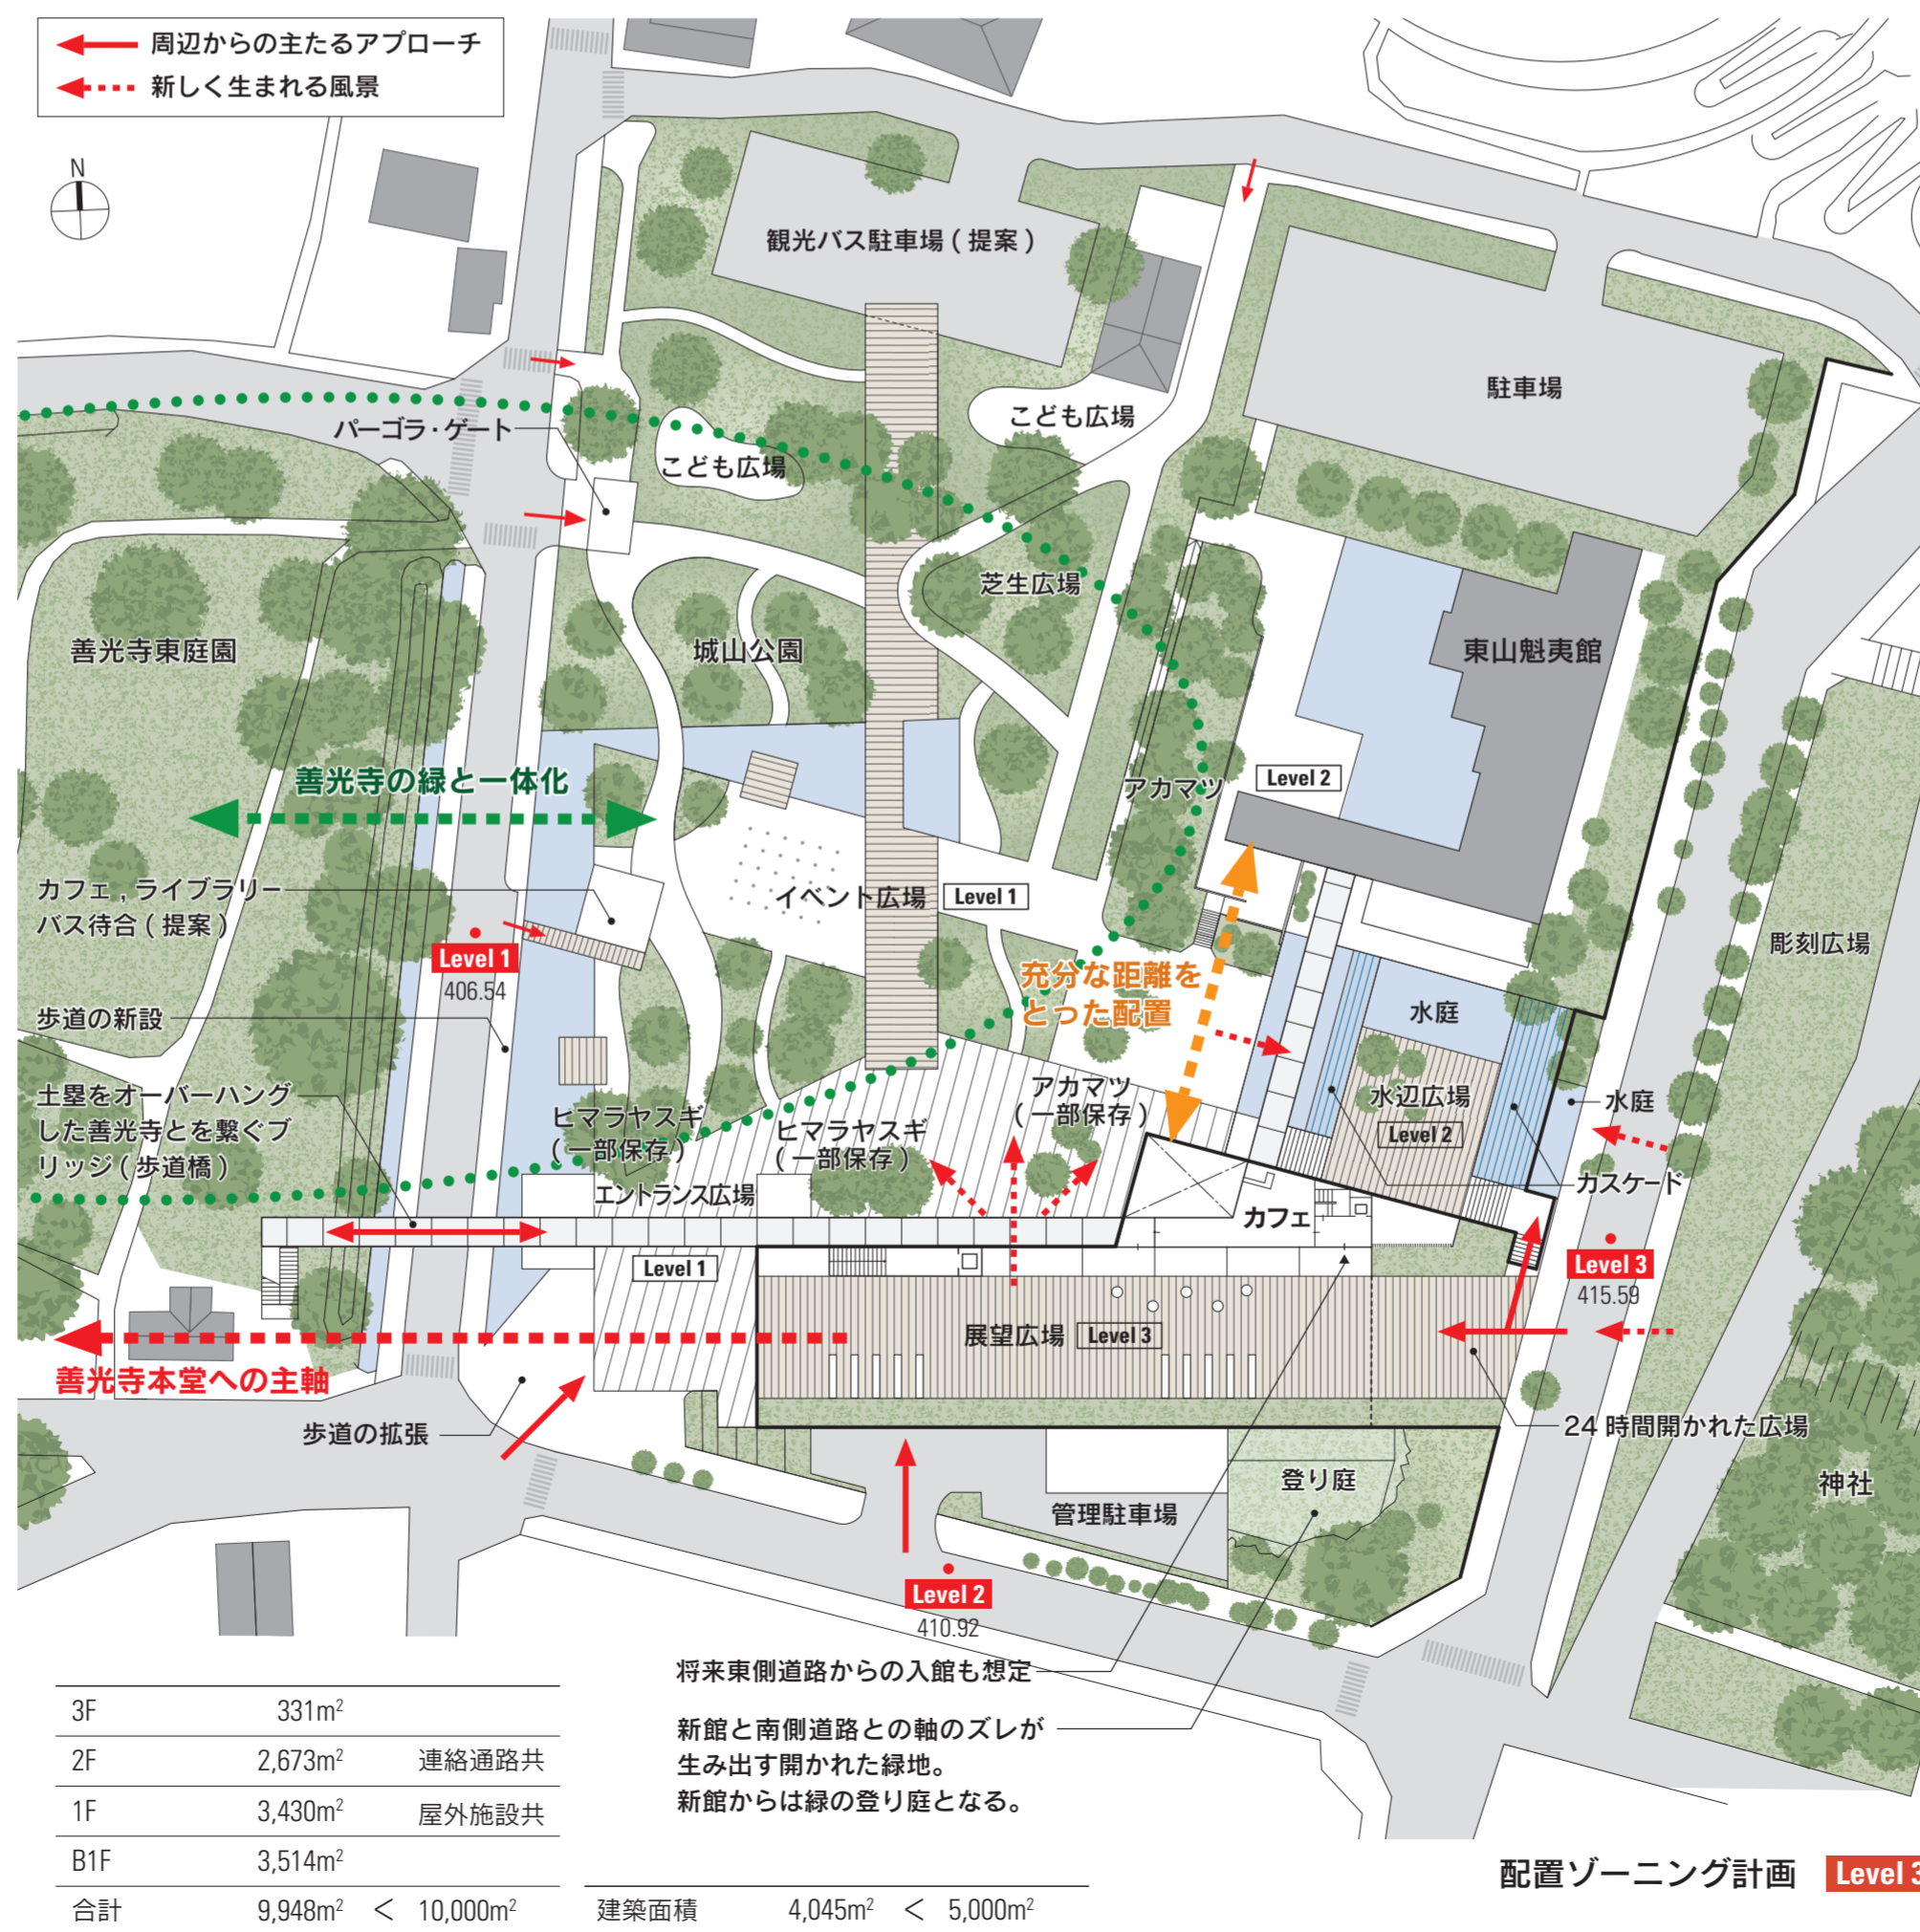 周辺からの主たるアプローチ
新しく生まれる風景
N
観光バス駐車場 ( 提案 )
駐車場
こども広場
パーゴラ・ゲート
こども広場
芝生広場
善光寺東庭園
城山公園
東山魁夷館
善光寺の緑と一体化
アカマツ
Level 2
カフェ , ライブラリー
バス待合 ( 提案 )
イベント広場
Level 1
Level 1
406.54
彫刻広場
充分な距離を
とった配置
歩道の新設
水庭
土塁をオーバーハング
した善光寺とを繋ぐブ
リッジ ( 歩道橋 )
ヒマラヤスギ
( 一部保存 )
ヒマラヤスギ
( 一部保存 )
アカマツ
( 一部保存 )
水辺広場
Level 2
水庭
カスケード
エントランス広場
カフェ
Level 1
Level 3
415.59
展望広場
Level 3
善光寺本堂への主軸
歩道の拡張
24 時間開かれた広場
登り庭
管理駐車場
神社
Level 2
410.92
将来東側道路からの入館も想定
新館と南側道路との軸のズレが
生み出す開かれた緑地。
新館からは緑の登り庭となる。
3F 331m²
2F 2,673m² 連絡通路共
1F 3,430m² 屋外施設共
B1F 3,514m²
合計 9,948m² < 10,000m²
建築面積 4,045m² < 5,000m²
配置ゾーニング計画 Level 3